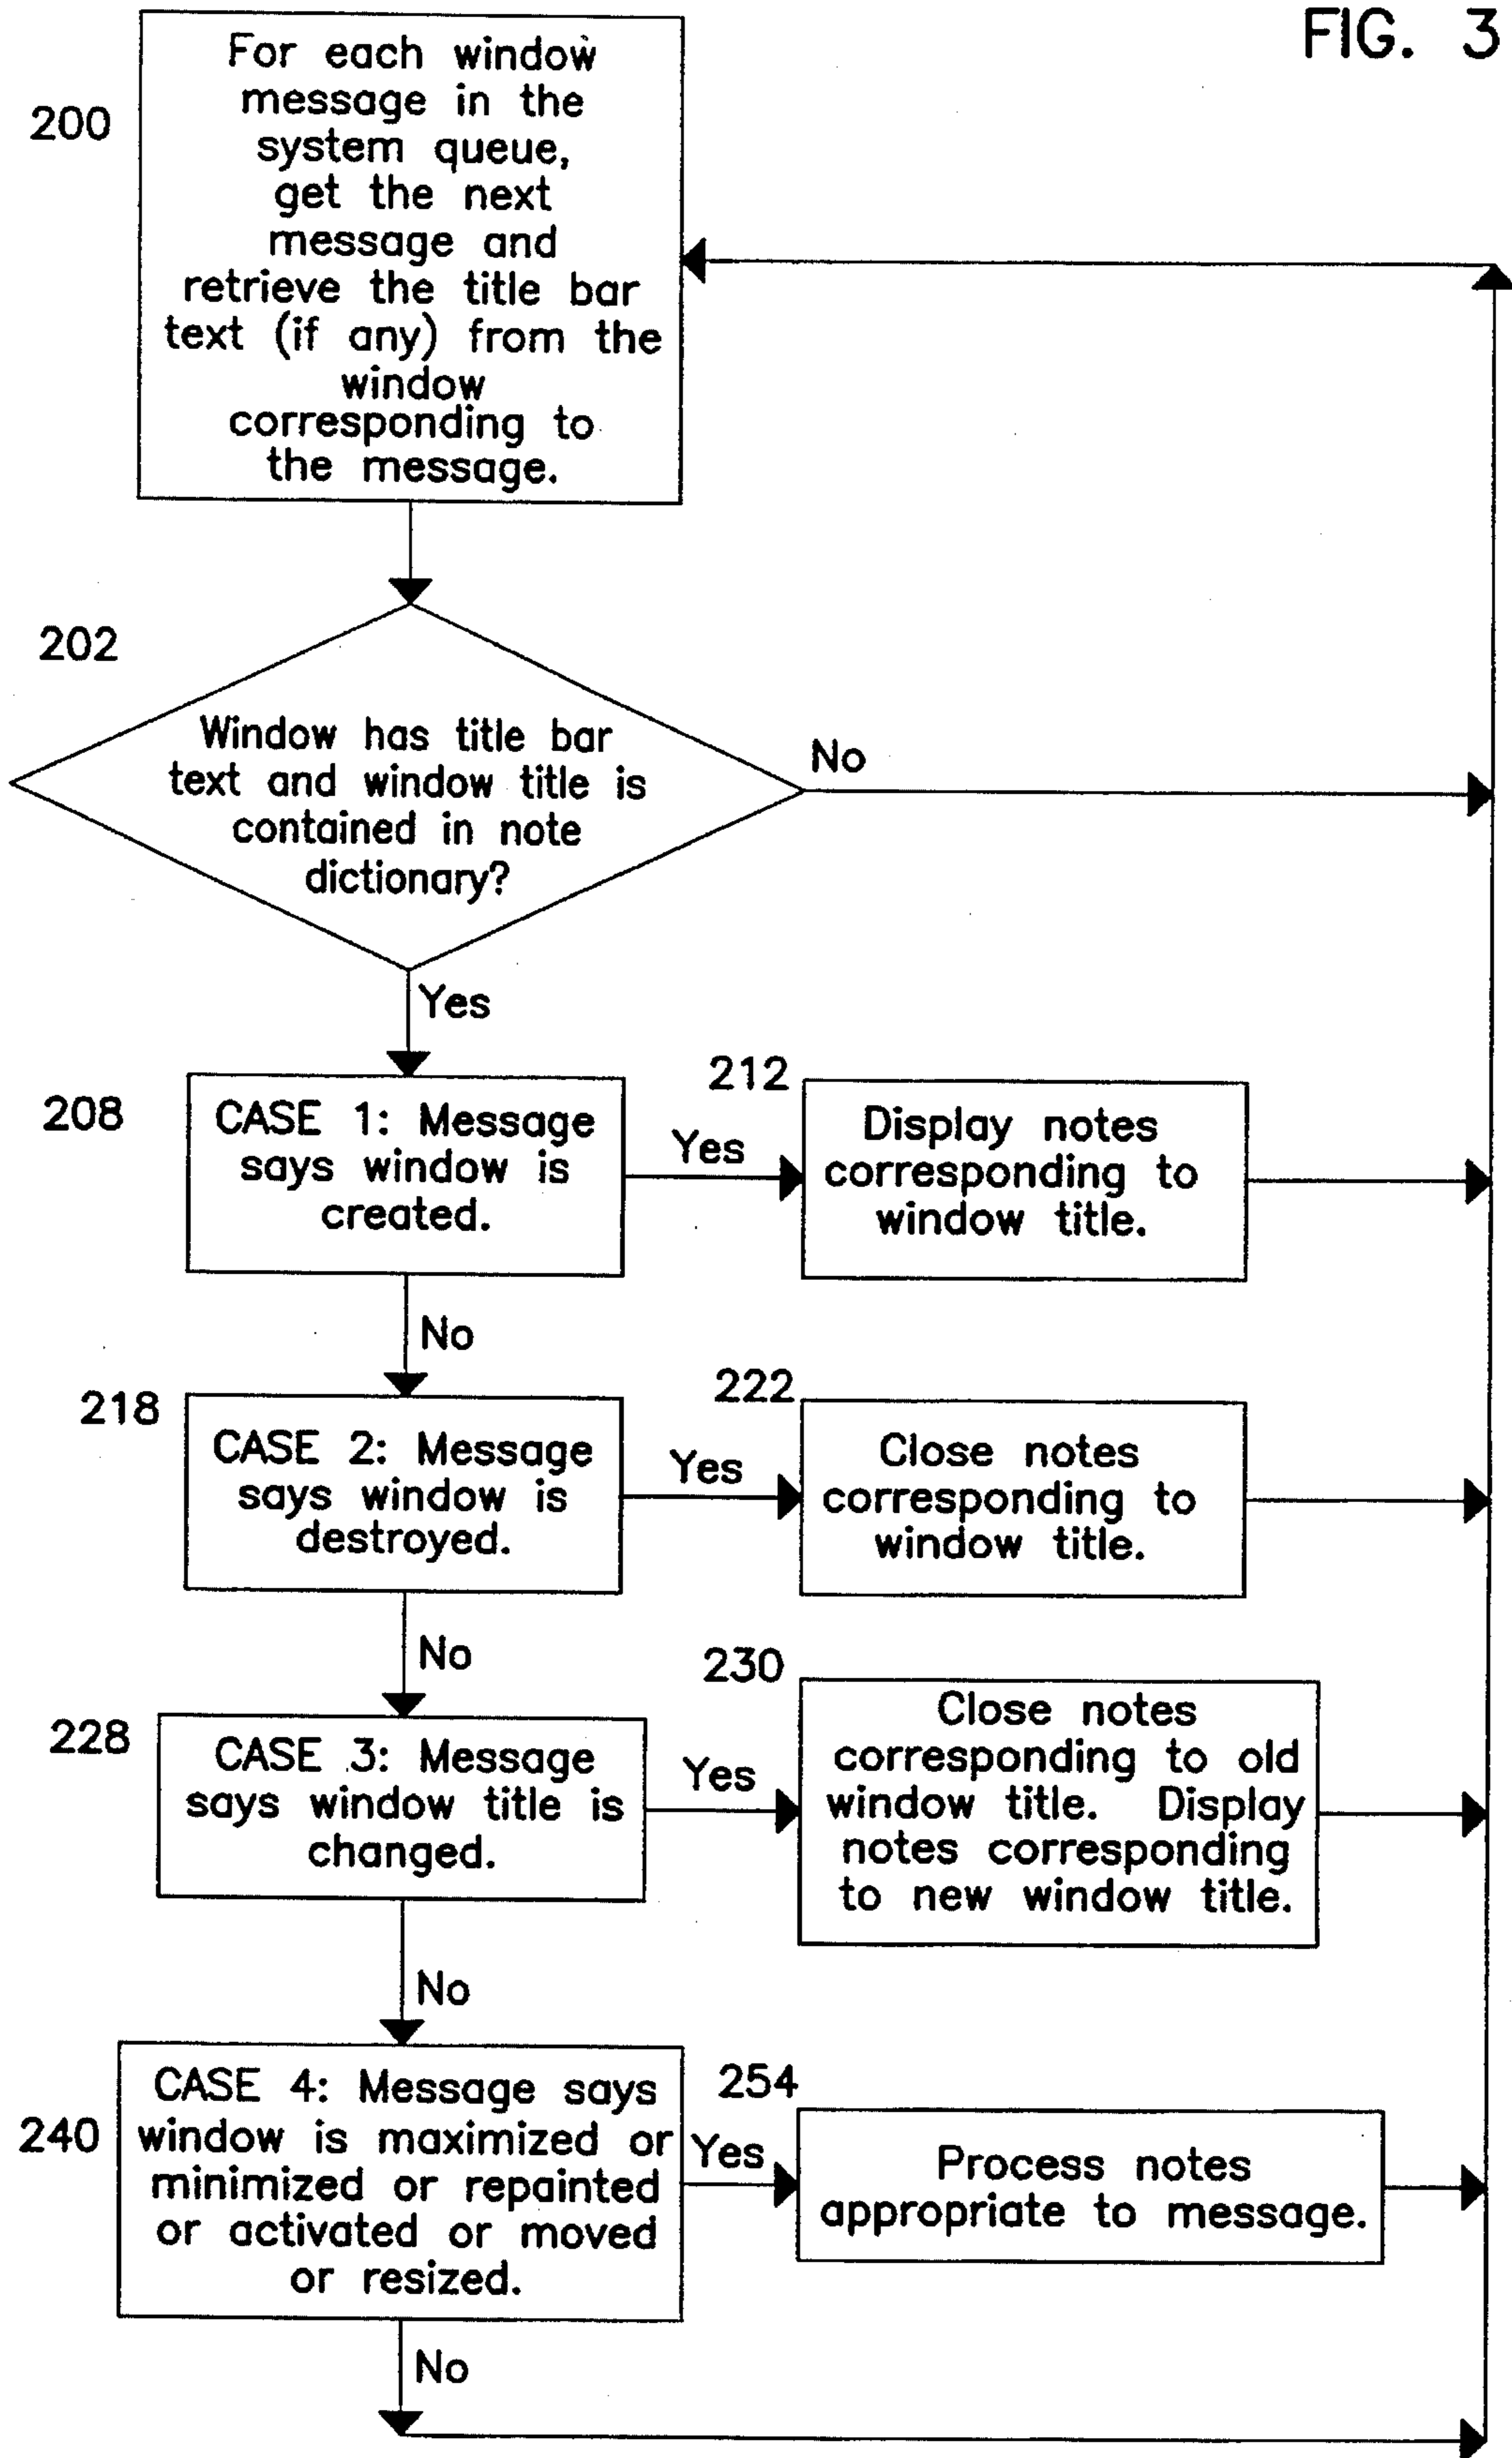 FIG. 3
200
For each window
message in the
system queue,
get the next
message and
retrieve the title bar
text (if any) from the
window
corresponding to
the message.
202
Window has title bar
text and window title is
contained in note
dictionary?
No
Yes
208
CASE 1: Message
says window is
created.
Yes
212
Display notes
corresponding to
window title.
No
218
CASE 2: Message
says window is
destroyed.
Yes
222
Close notes
corresponding to
window title.
No
228
CASE 3: Message
says window title is
changed.
Yes
230
Close notes
corresponding to old
window title. Display
notes corresponding
to new window title.
No
240
CASE 4: Message says
window is maximized or
minimized or repainted
or activated or moved
or resized.
Yes
254
Process notes
appropriate to message.
No